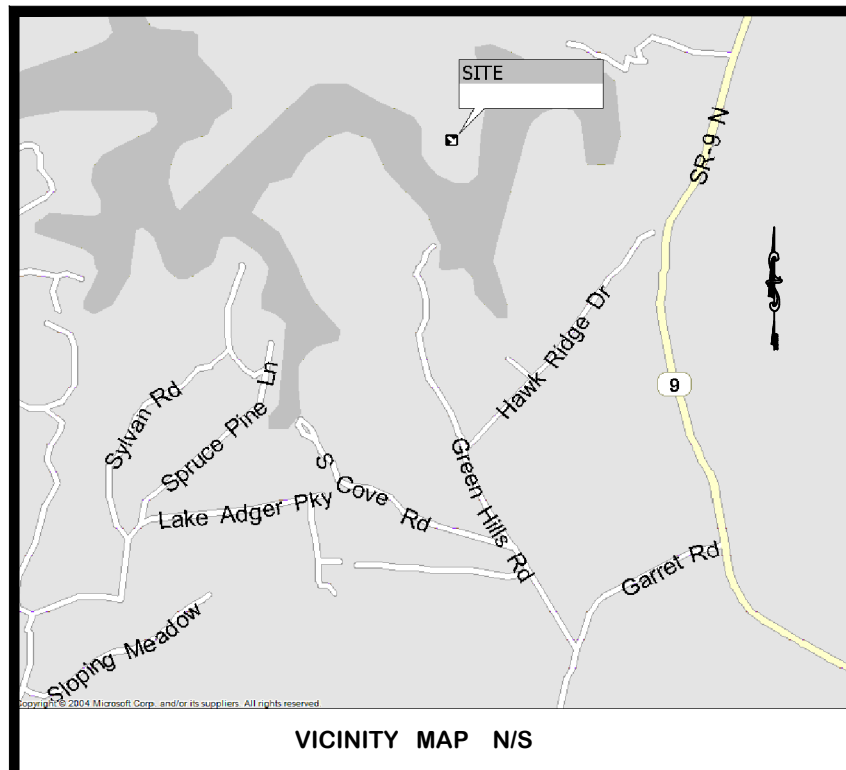 SITE
SR-9 N
Hawk Ridge Dr
9
Sylvan Rd
Spruce Pine Ln
S Cove Rd
Green Hills Rd
Lake Adger Pky
Garret Rd
Sloping Meadow
Copyright © 2004 Microsoft Corp. and/or its suppliers. All rights reserved.
VICINITY MAP N/S